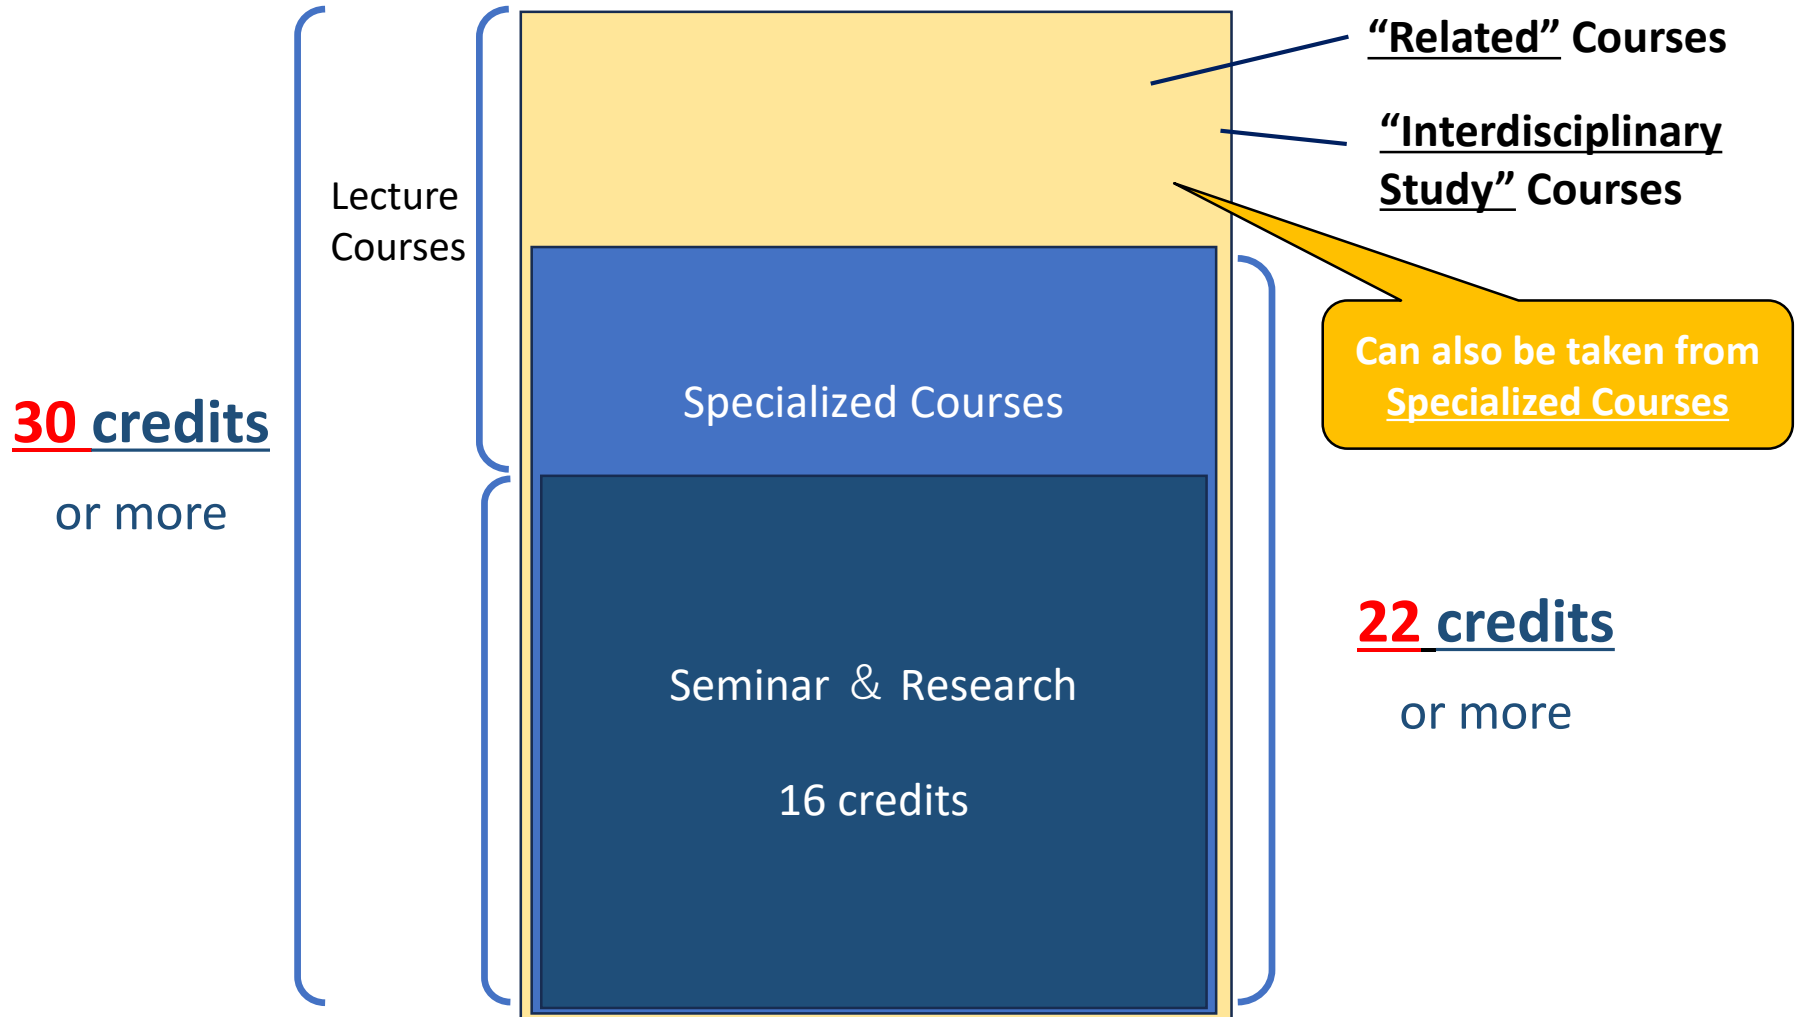 “Related” Courses
“Interdisciplinary
Study” Courses
Lecture
Courses
Can also be taken from
Specialized Courses
Specialized Courses
30 credits
or more
22 credits
or more
Seminar ＆ Research
16 credits